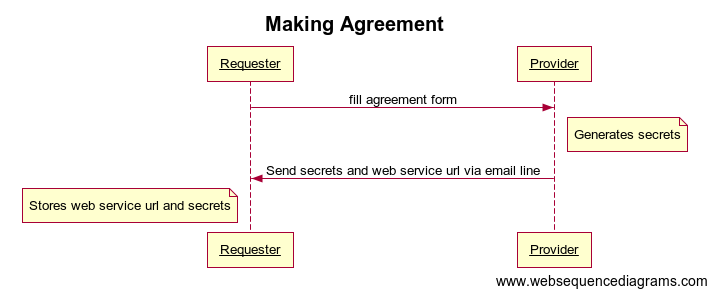 Making Agreement
Requester
Provider
fill agreement form
Generates secrets
Send secrets and web service url via email line
Stores web service url and secrets
Requester
Provider
www.websequencediagrams.com